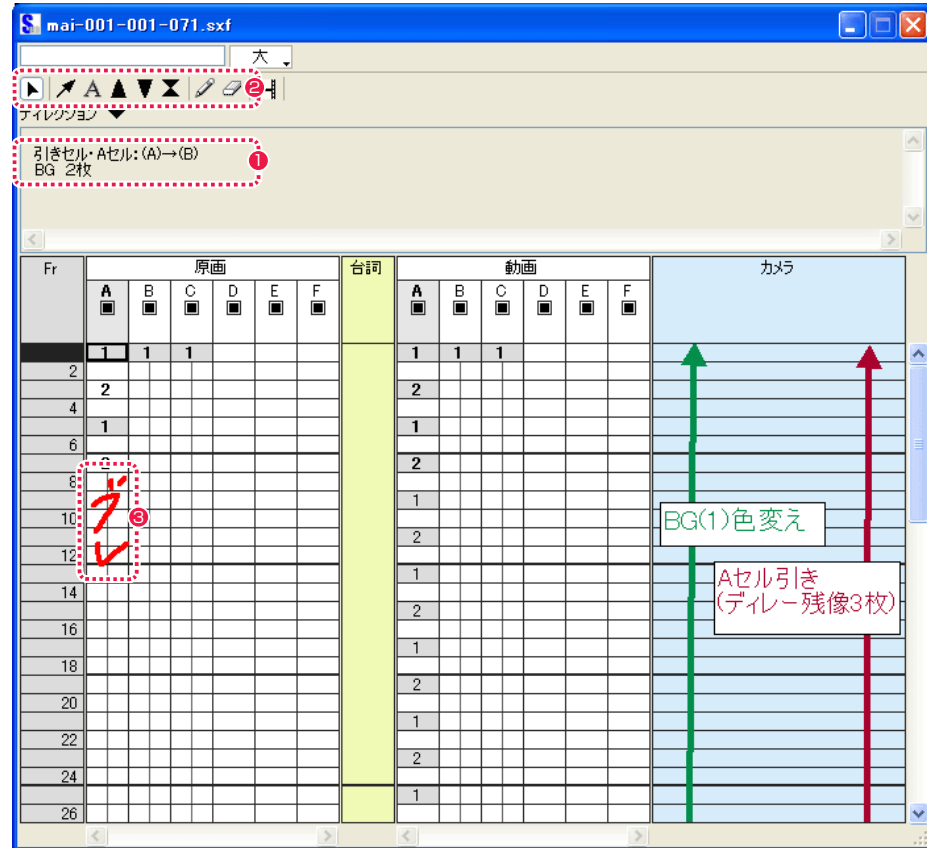 mai-001-001-071.sxf
大
A
❷
ディレクション
引きセル・Aセル:(A)→(B)
BG 2枚
❶
Fr 原画 台詞 動画 カメラ
A B C D E F A B C D E F
1 1 1 1 1 1
2
2 2
4
1 1
6
2 2
8
1
10
2
12
1
14
2
16
1
18
2
20
1
22
2
24
1
26
ブレ
❸
BG(1)色変え
Aセル引き
(ディレー残像3枚)